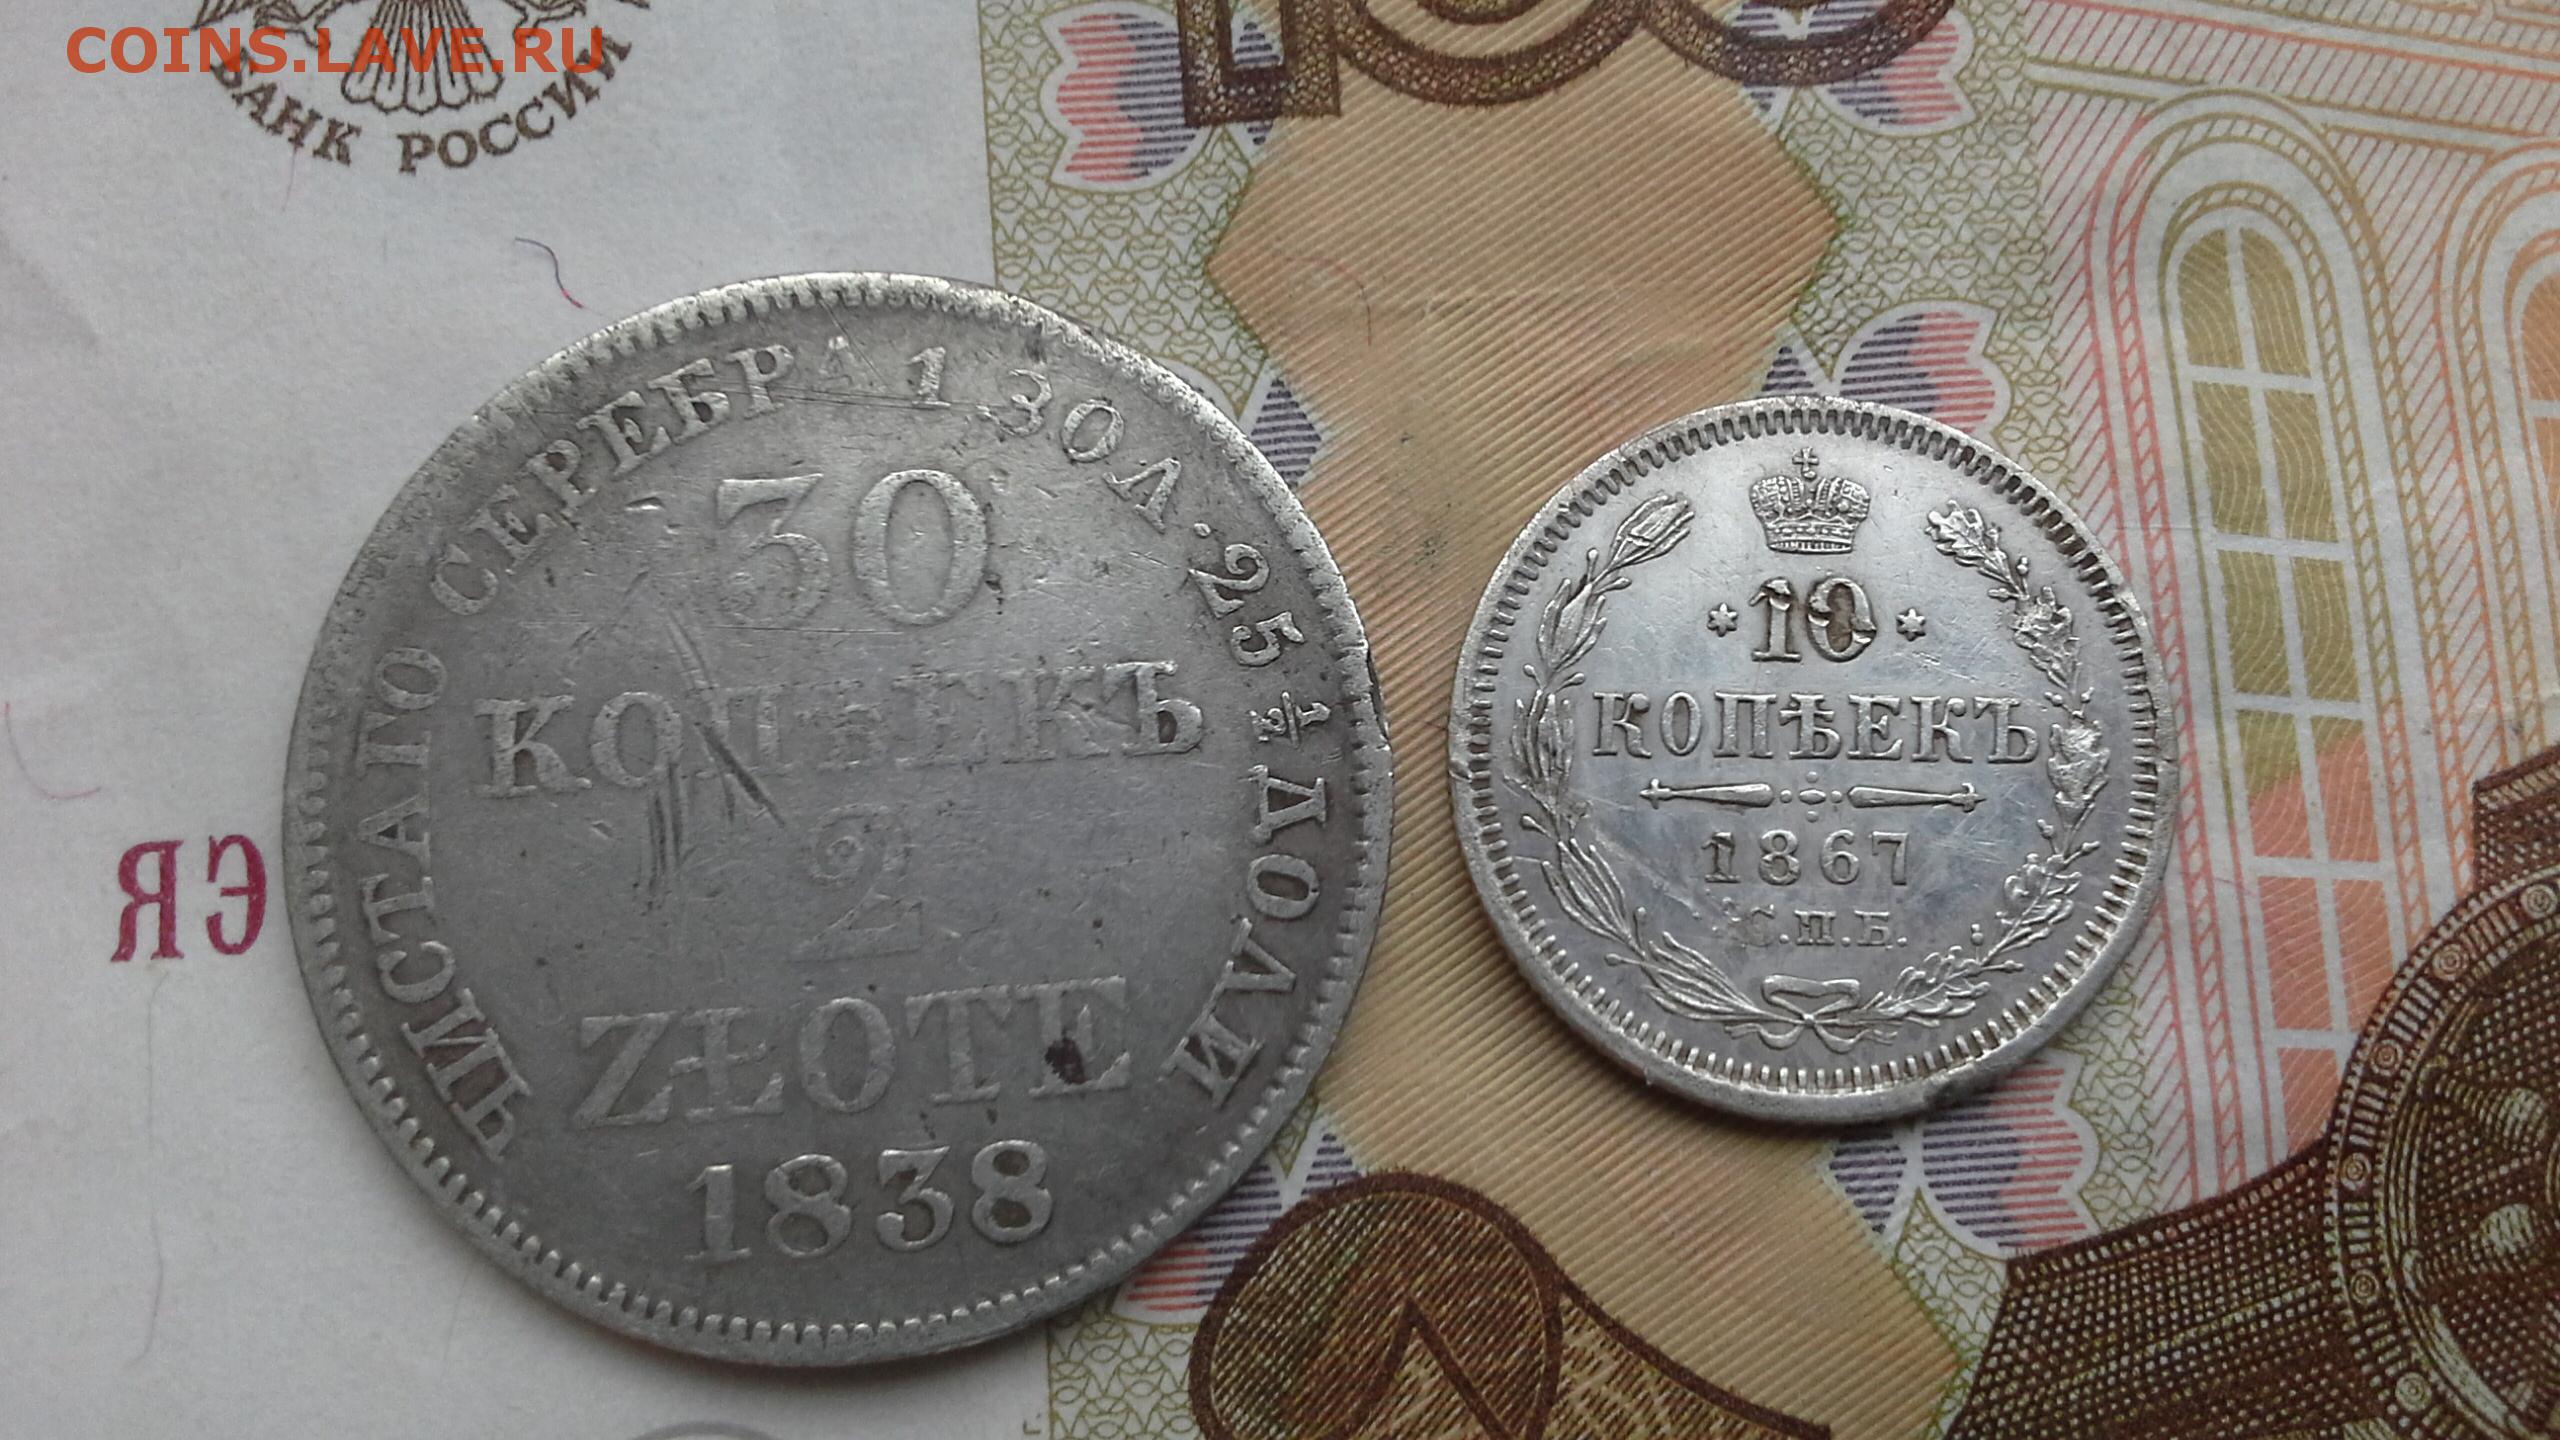 COINS.LAVE.RU
БАНК РОССИИ
ЯЭ
ЧИСТАГО СЕРЕБРА 1 ЗОЛ. 25 1/2 ДОЛИ
30
КОПѢЕКЪ
2
ZŁOTE
1838
10
КОПѢЕКЪ
1867
С.П.Б.